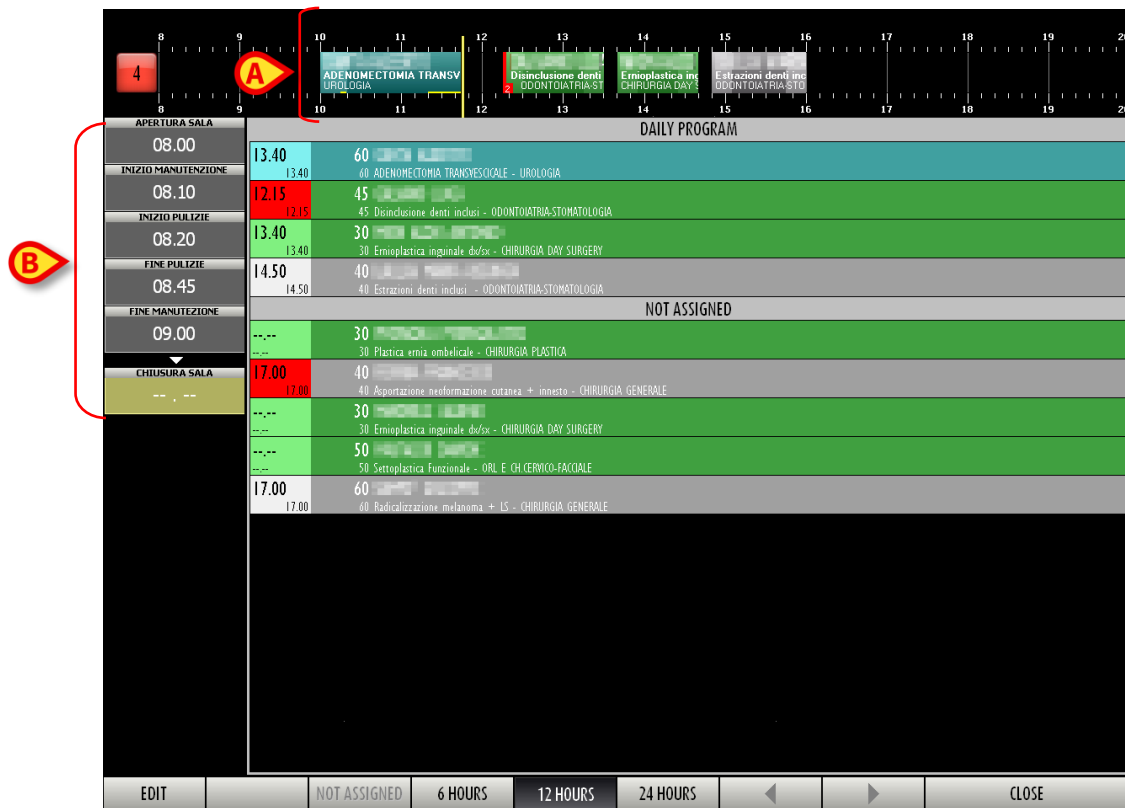 8 9 10 11 12 13 14 15 16 17 18 19
4
A
ADENOMECTOMIA TRANSV
UROLOGIA
2
Disinclusione denti
ODONTOIATRIA-ST
Ernioplastica ing
CHIRURGIA DAY S
Estrazioni denti inc
ODONTOIATRIA-STO
8 9 10 11 12 13 14 15 16 17 18 19
B
APERTURA SALA
08.00
INIZIO MANUTENZIONE
08.10
INIZIO PULIZIE
08.20
FINE PULIZIE
08.45
FINE MANUTEZIONE
09.00
CHIUSURA SALA
-- . --
DAILY PROGRAM
13.40 60
13.40 60 ADENOMECTOMIA TRANSVESCICALE - UROLOGIA
12.15 45
12.15 45 Disinclusione denti inclusi - ODONTOIATRIA-STOMATOLOGIA
13.40 30
13.40 30 Ernioplastica inguinale dx/sx - CHIRURGIA DAY SURGERY
14.50 40
14.50 40 Estrazioni denti inclusi - ODONTOIATRIA-STOMATOLOGIA
NOT ASSIGNED
--.-- 30
--.-- 30 Plastica ernia ombelicale - CHIRURGIA PLASTICA
17.00 40
17.00 40 Asportazione neoformazione cutanea + innesto - CHIRURGIA GENERALE
--.-- 30
--.-- 30 Ernioplastica inguinale dx/sx - CHIRURGIA DAY SURGERY
--.-- 50
--.-- 50 Settoplastica Funzionale - ORL E CH.CERVICO-FACCIALE
17.00 60
17.00 60 Radicalizzazione melanoma + LS - CHIRURGIA GENERALE
EDIT NOT ASSIGNED 6 HOURS 12 HOURS 24 HOURS CLOSE